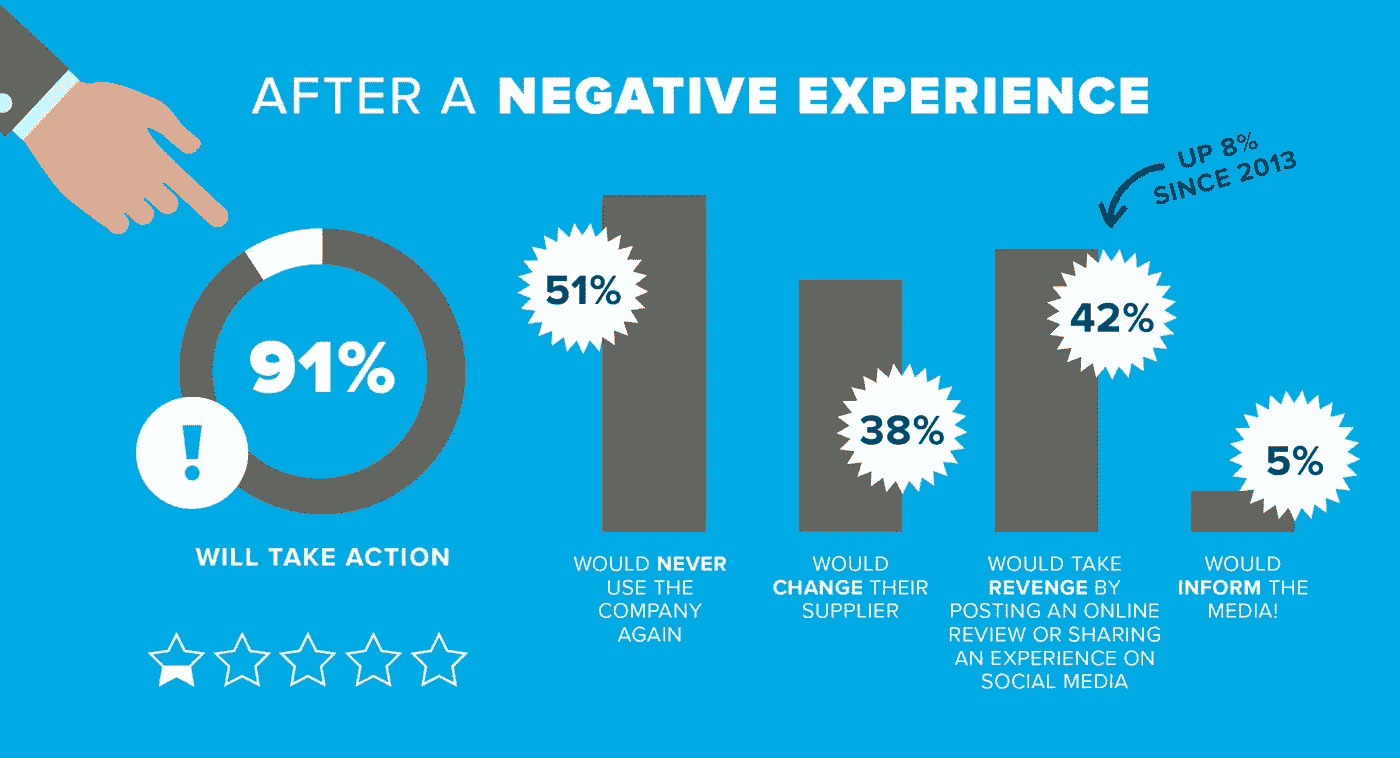 AFTER A NEGATIVE EXPERIENCE
UP 8%
SINCE 2013
91%
!
WILL TAKE ACTION
51%
WOULD NEVER
USE THE
COMPANY
AGAIN
38%
WOULD
CHANGE THEIR
SUPPLIER
42%
WOULD TAKE
REVENGE BY
POSTING AN ONLINE
REVIEW OR SHARING
AN EXPERIENCE ON
SOCIAL MEDIA
5%
WOULD
INFORM THE
MEDIA!